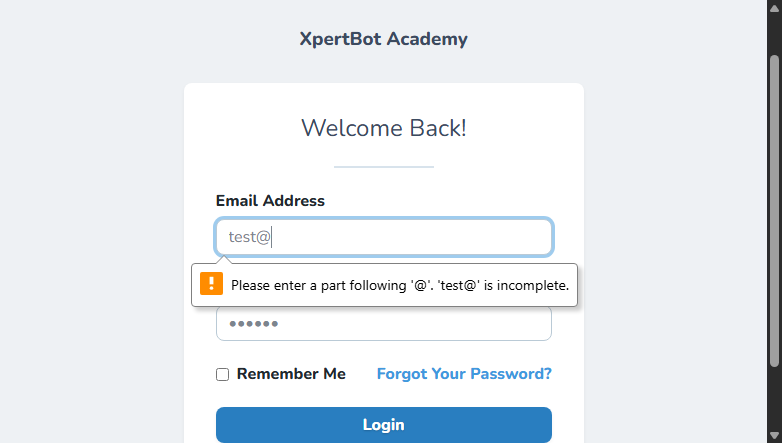 XpertBot Academy
Welcome Back!
Email Address
test@
Please enter a part following '@'. 'test@' is incomplete.
••••••
Remember Me
Forgot Your Password?
Login